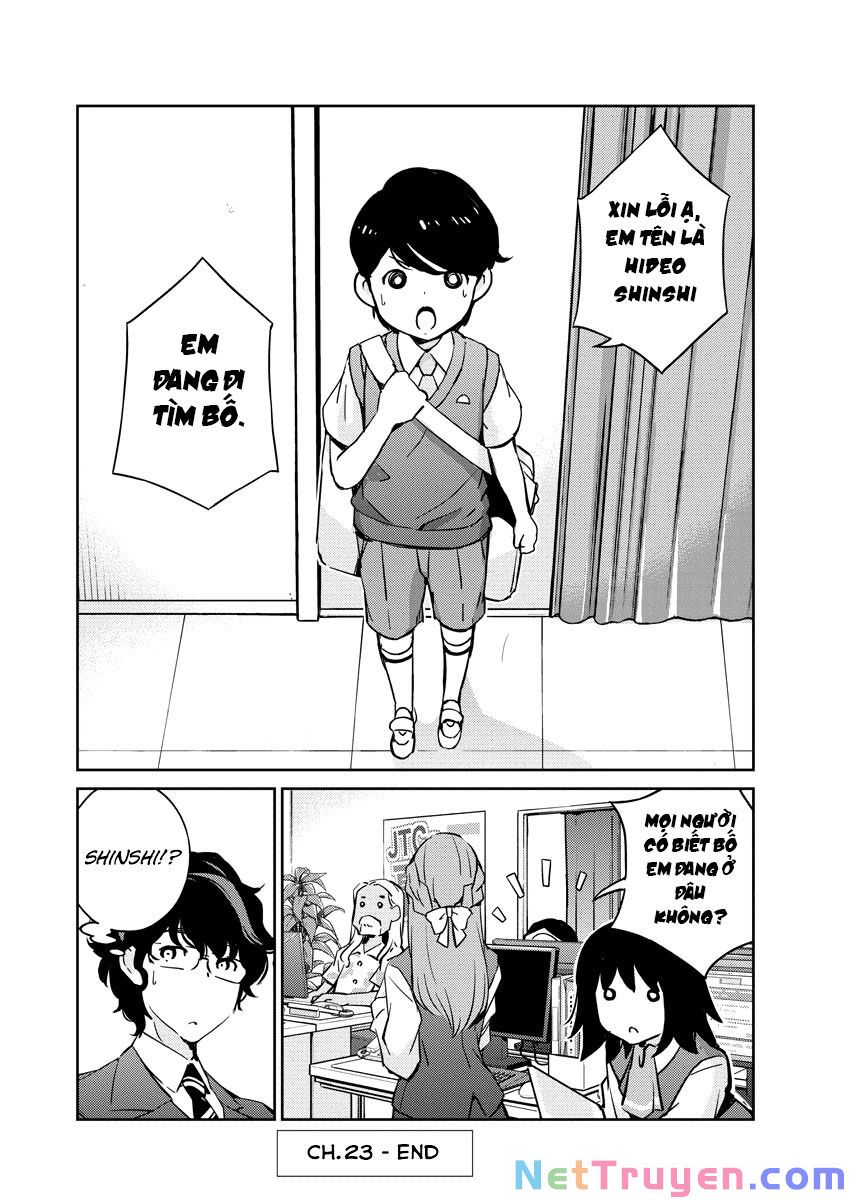 XIN LỖI Ạ,
EM TÊN LÀ
HIDEO
SHINSHI
EM
ĐANG ĐI
TÌM BỐ.
SHINSHI!?
JTC
MỌI NGƯỜI
CÓ BIẾT BỐ
EM ĐANG Ở
ĐÂU
KHÔNG?
CH.23 - END
NetTruyen.com